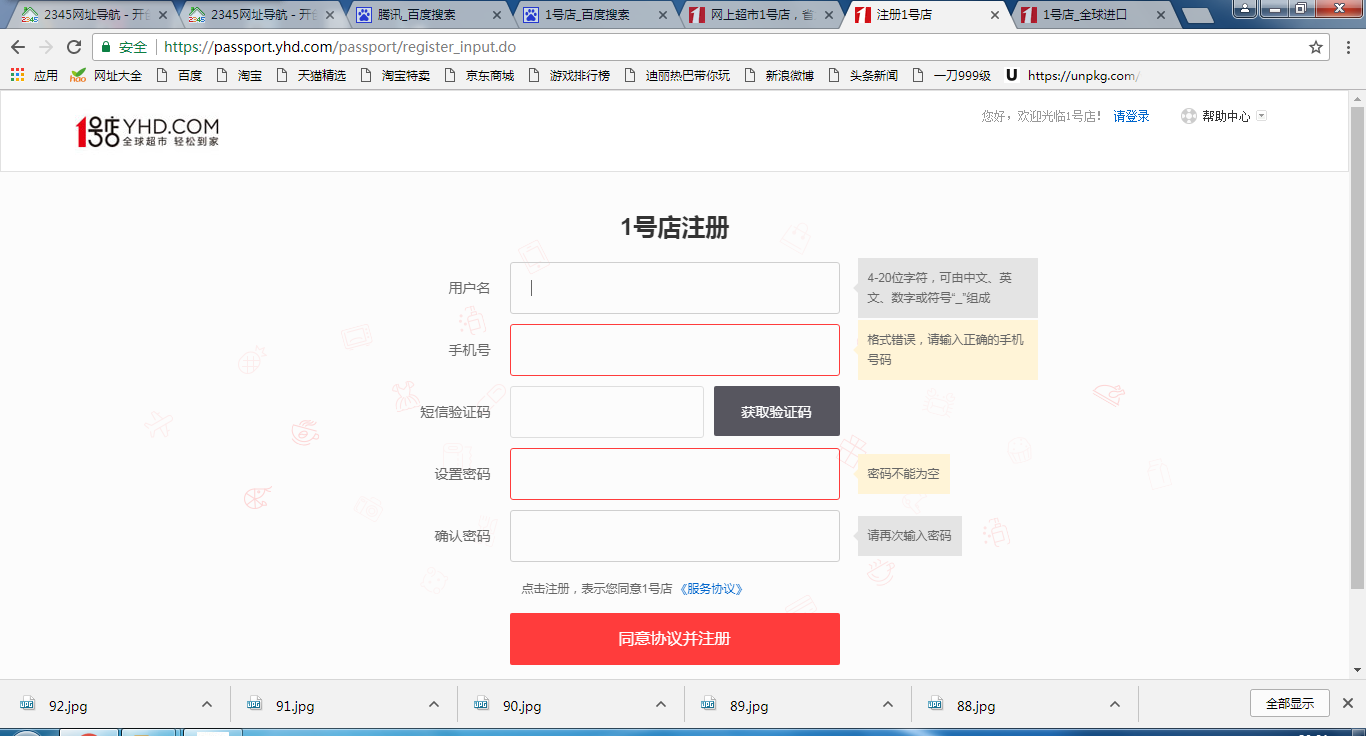 2345网址导航 - 开创
2345网址导航 - 开创
腾讯_百度搜索
1号店_百度搜索
网上超市1号店，省
注册1号店
1号店_全球进口
安全 https://passport.yhd.com/passport/register_input.do
应用
hao 网址大全
百度
淘宝
天猫精选
淘宝特卖
京东商城
游戏排行榜
迪丽热巴带你玩
新浪微博
头条新闻
一刀999级
U https://unpkg.com/
1号店 YHD.COM
全球超市 轻松到家
您好，欢迎光临1号店！ 请登录
帮助中心
1号店注册
用户名
4-20位字符，可由中文、英
文、数字或符号“_”组成
手机号
格式错误，请输入正确的手机
号码
短信验证码
获取验证码
设置密码
密码不能为空
确认密码
请再次输入密码
点击注册，表示您同意1号店 《服务协议》
同意协议并注册
92.jpg
91.jpg
90.jpg
89.jpg
88.jpg
全部显示